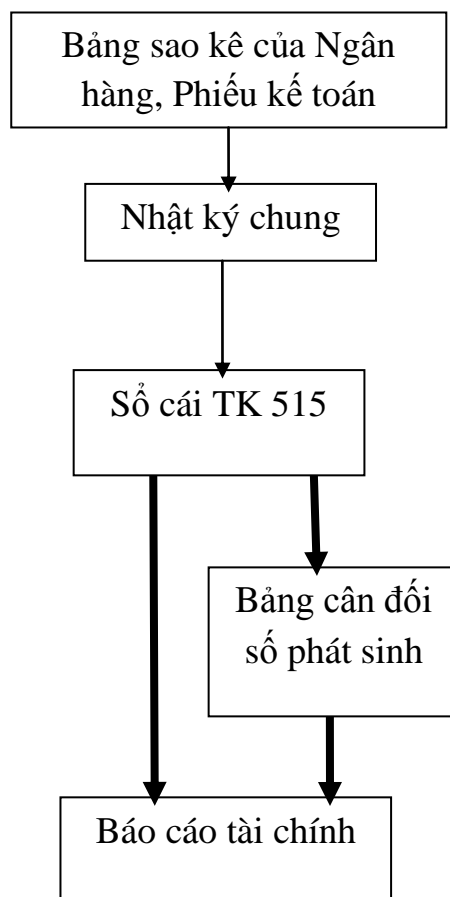 Bảng sao kê của Ngân
hàng, Phiếu kế toán
Nhật ký chung
Sổ cái TK 515
Bảng cân đối
số phát sinh
Báo cáo tài chính